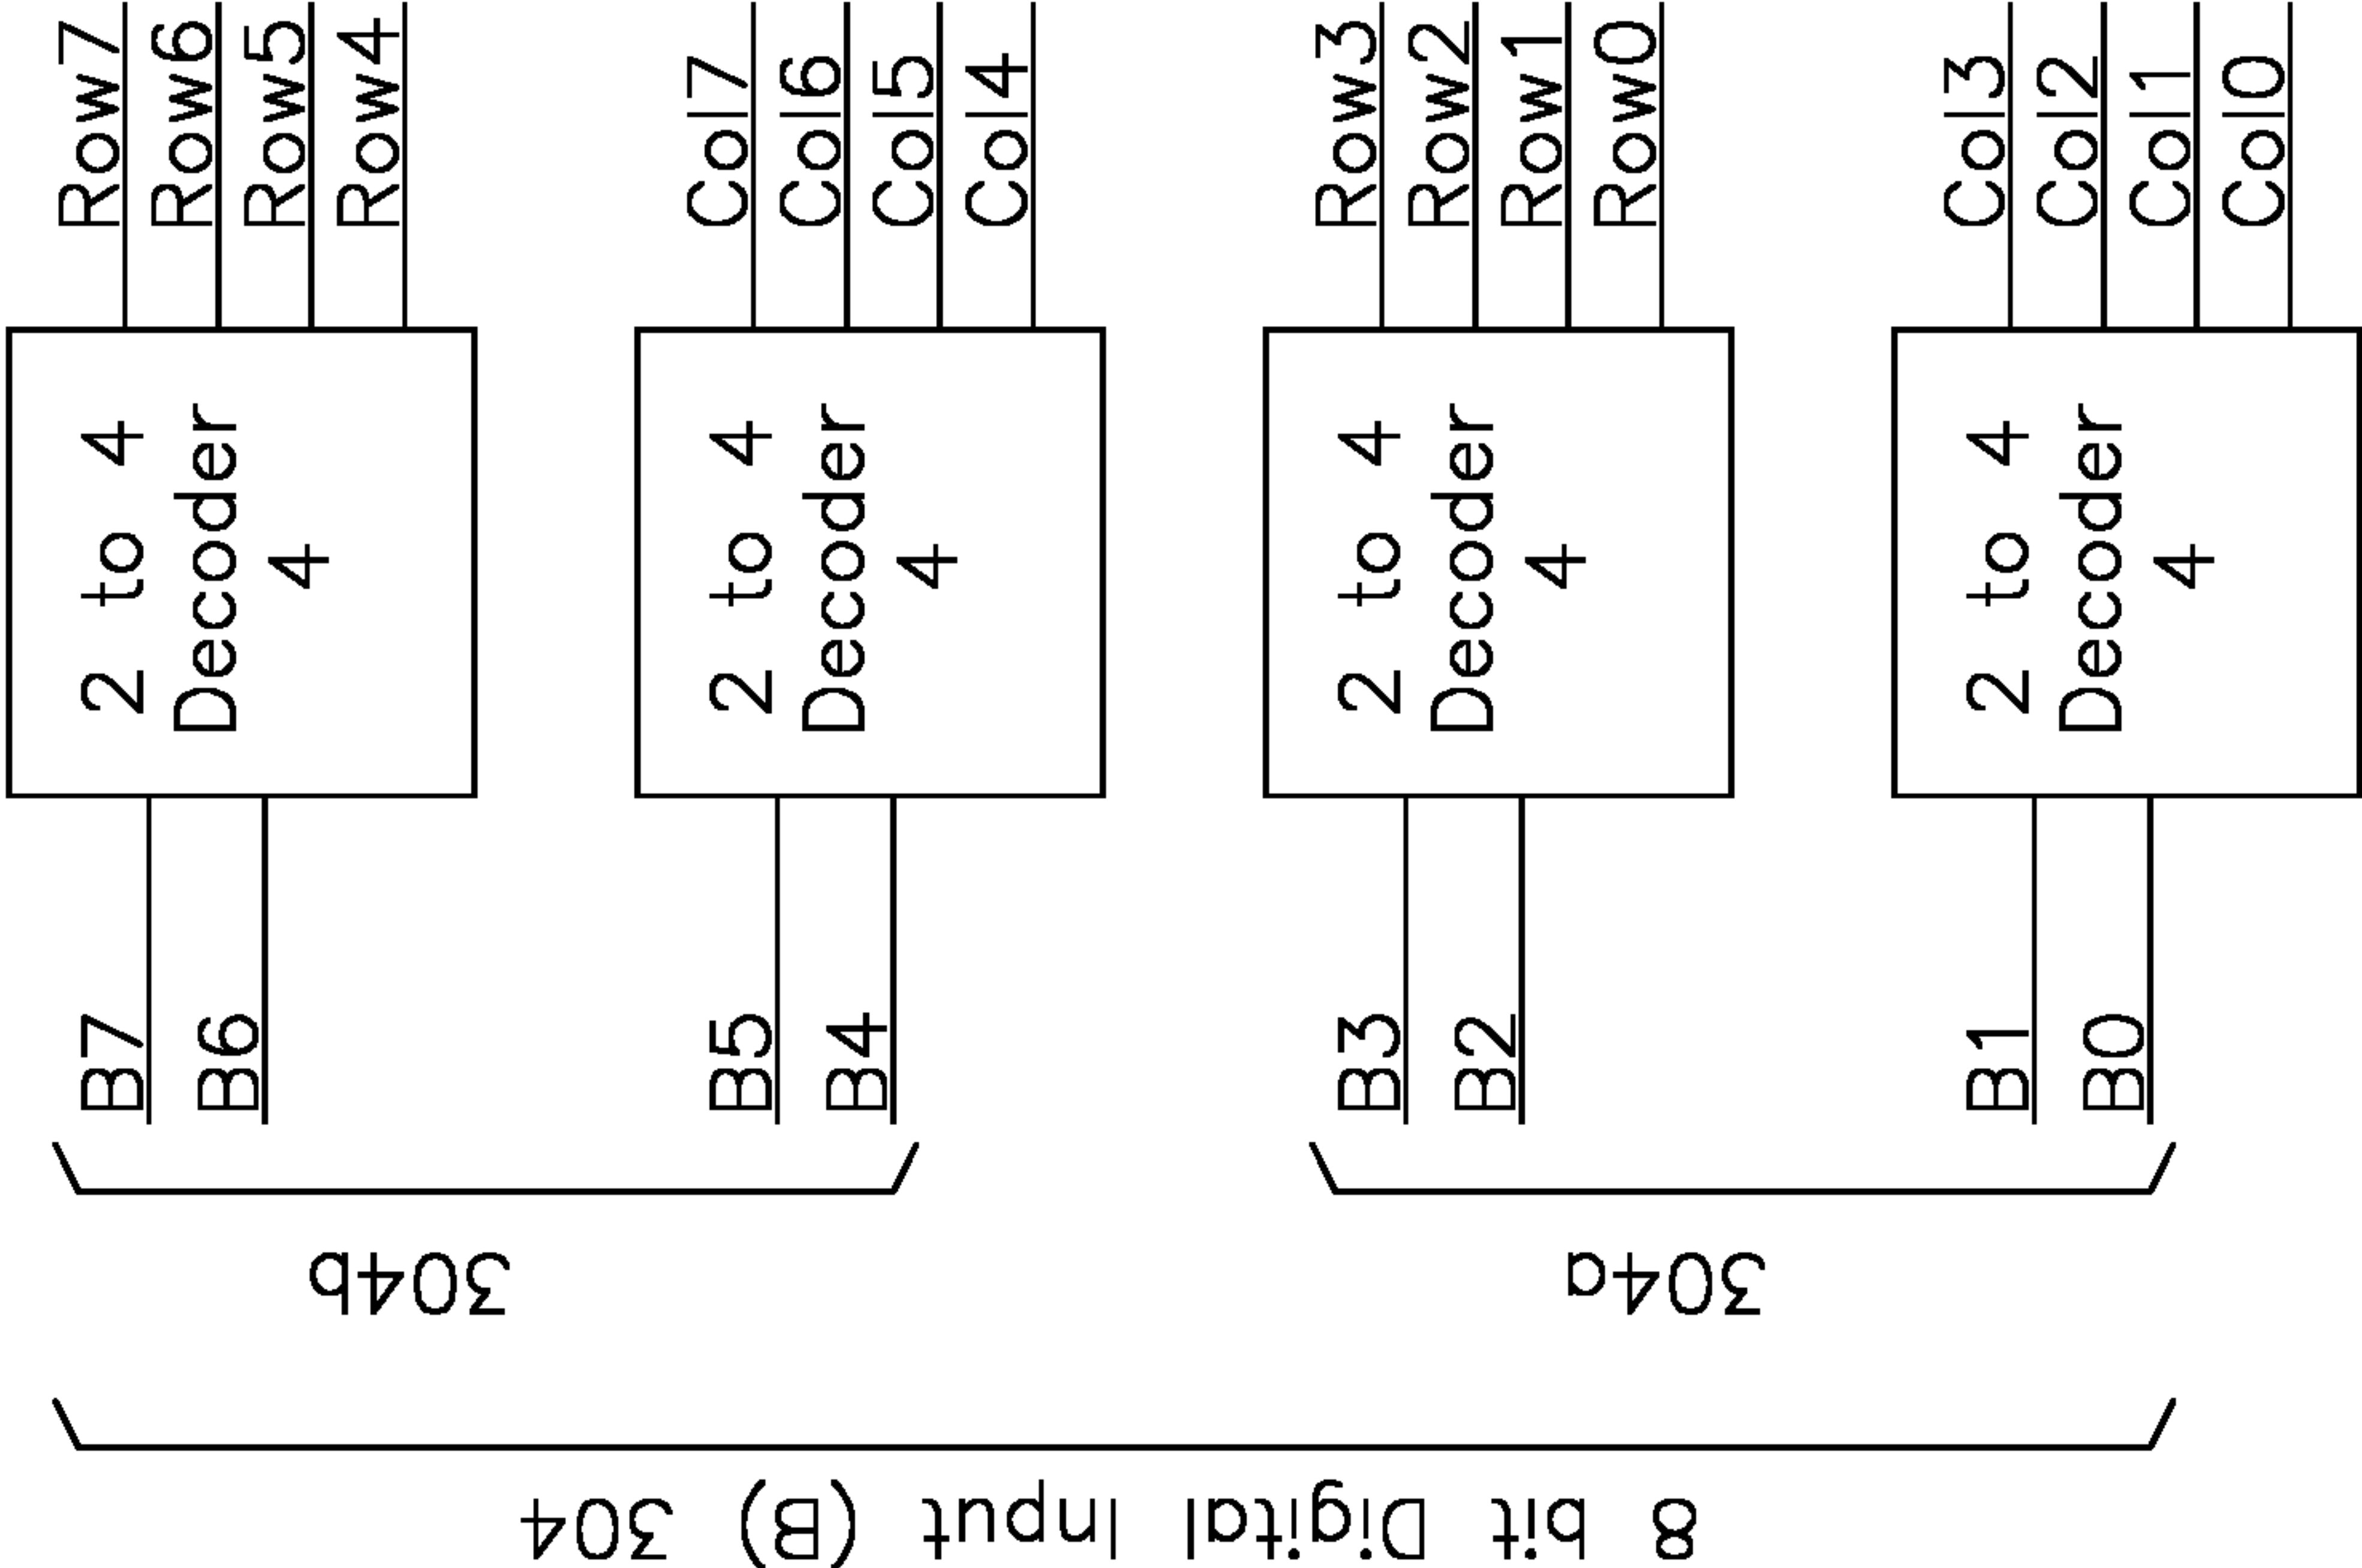 Row7
Row6
Row5
Row4
2 to 4
Decoder
4
B7
B6
Col7
Col6
Col5
Col4
2 to 4
Decoder
4
B5
B4
304b
Row3
Row2
Row1
Row0
2 to 4
Decoder
4
B3
B2
Col3
Col2
Col1
Col0
2 to 4
Decoder
4
B1
B0
304a
8 bit Digital Input (B) 304